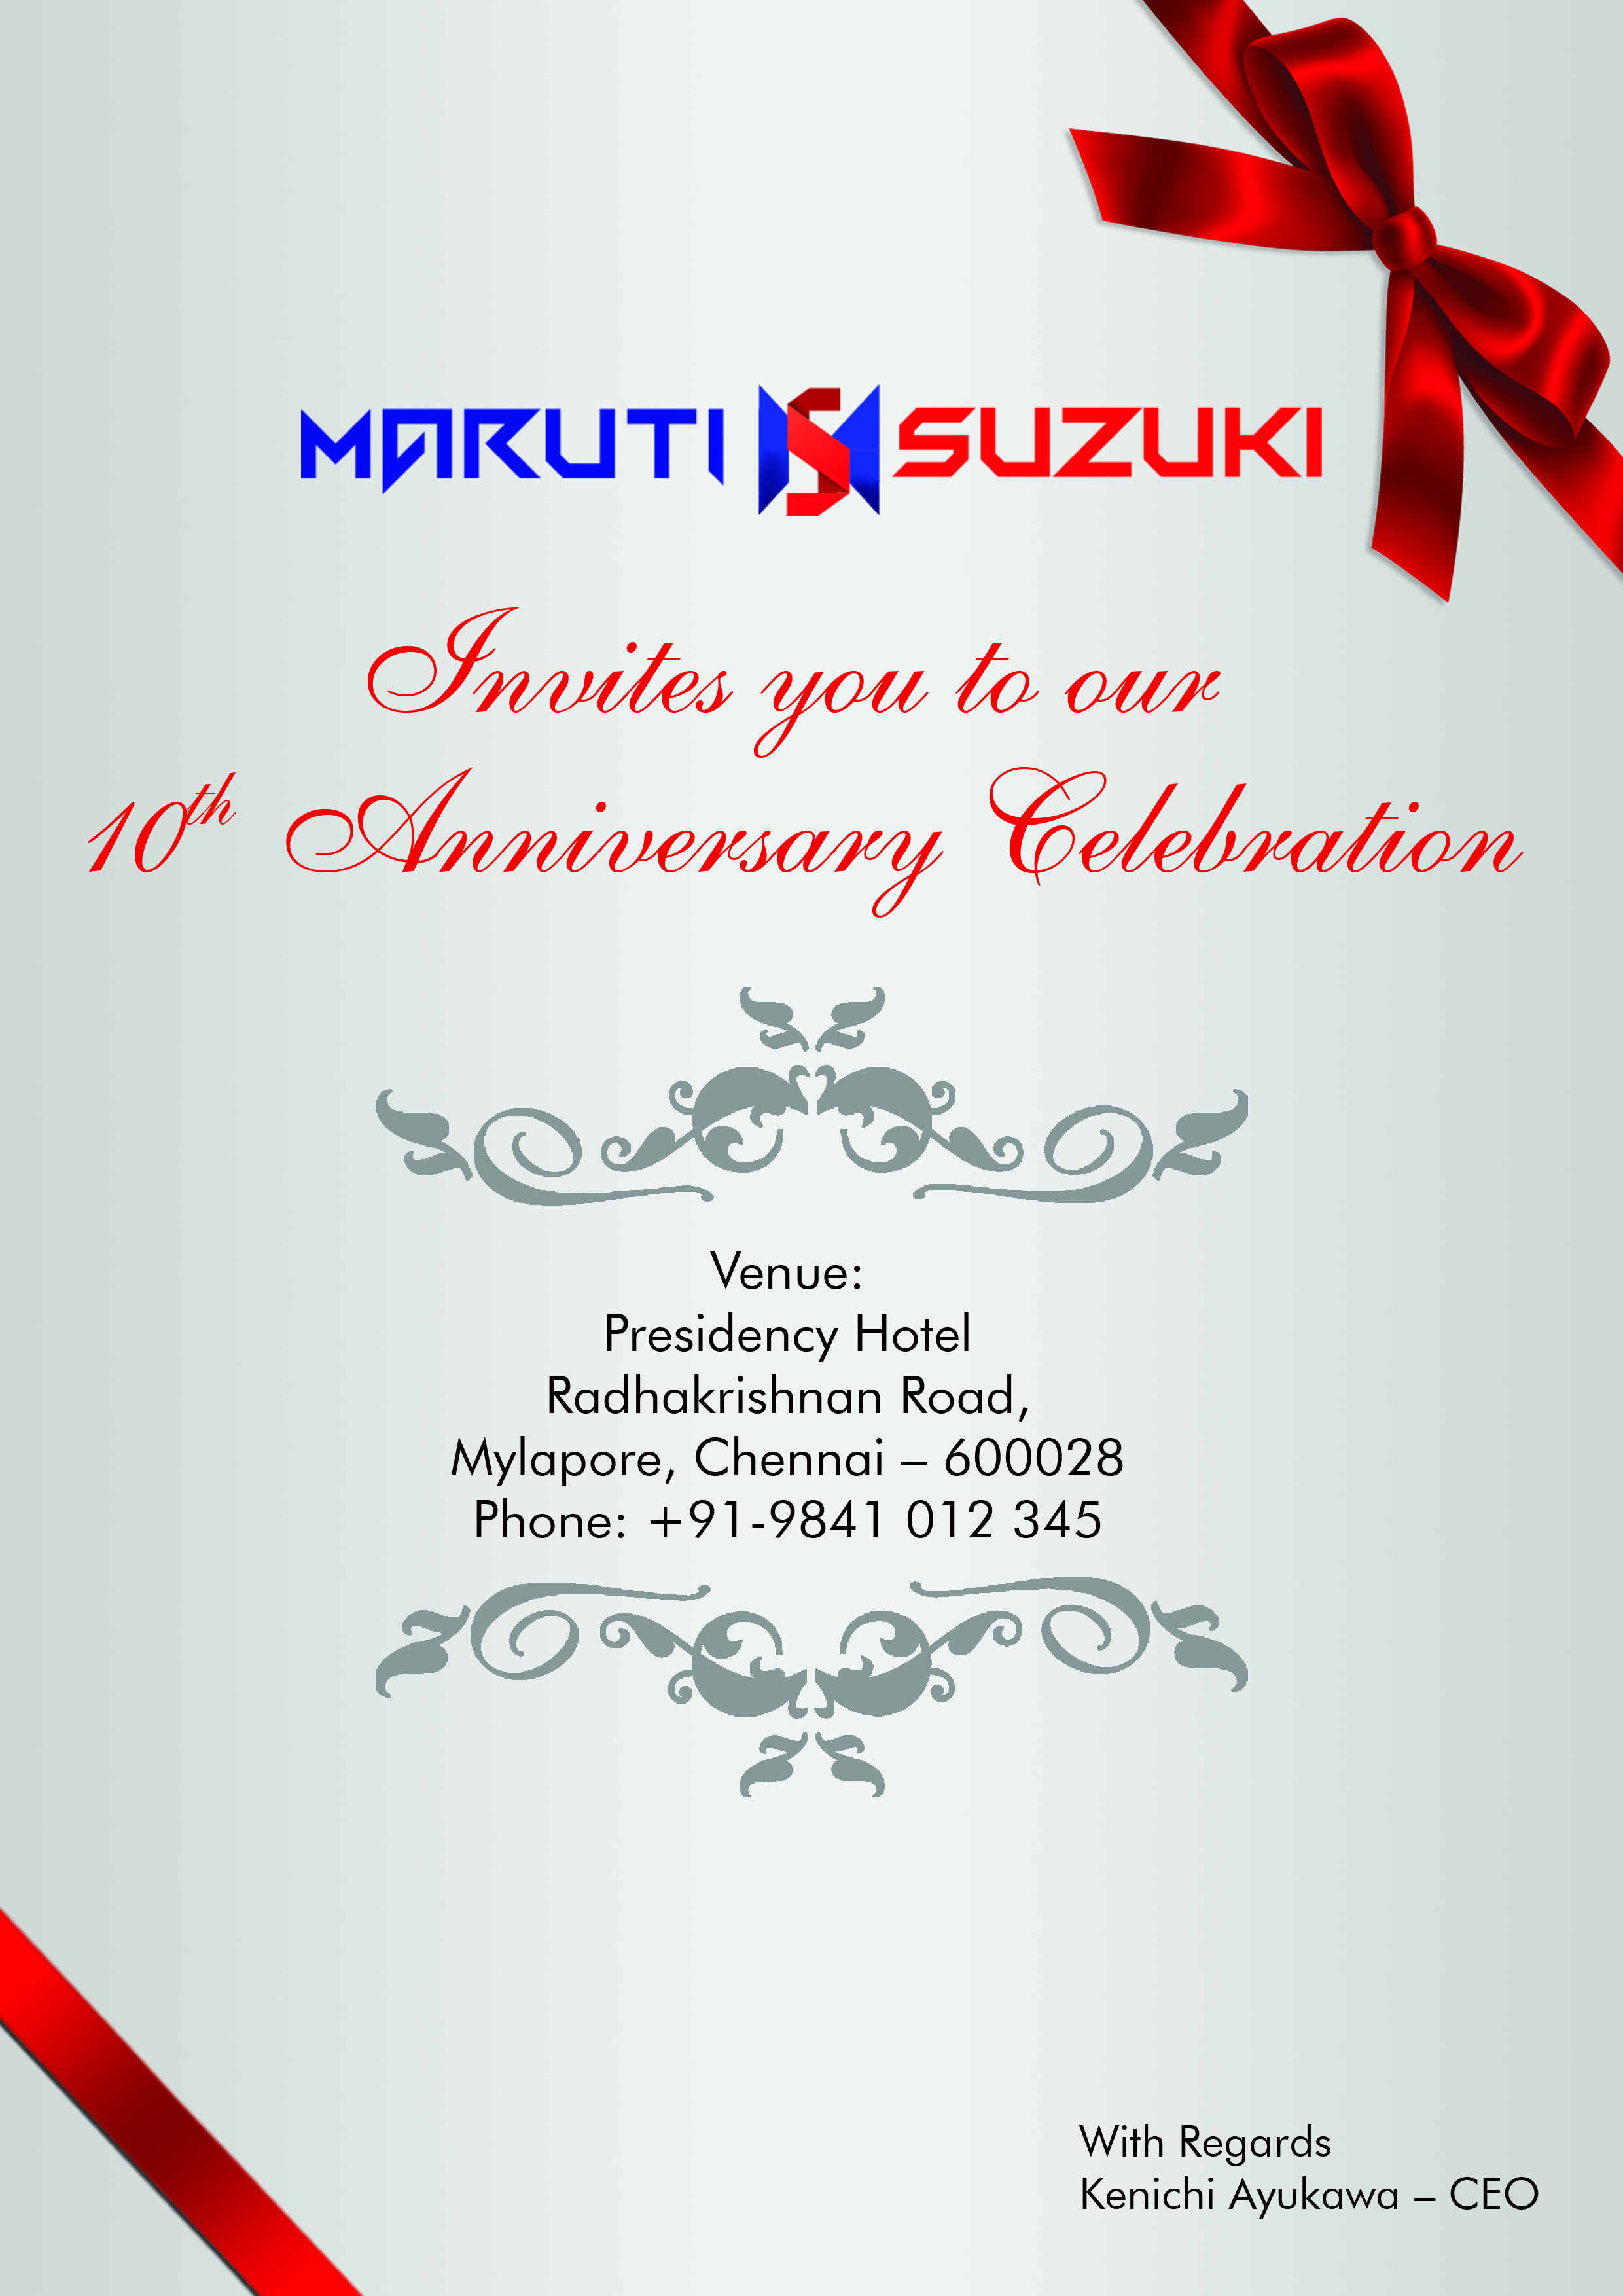 MARUTI SUZUKI
Invites you to our
10th Anniversary Celebration
Venue:
Presidency Hotel
Radhakrishnan Road,
Mylapore, Chennai – 600028
Phone: +91-9841 012 345
With Regards
Kenichi Ayukawa – CEO